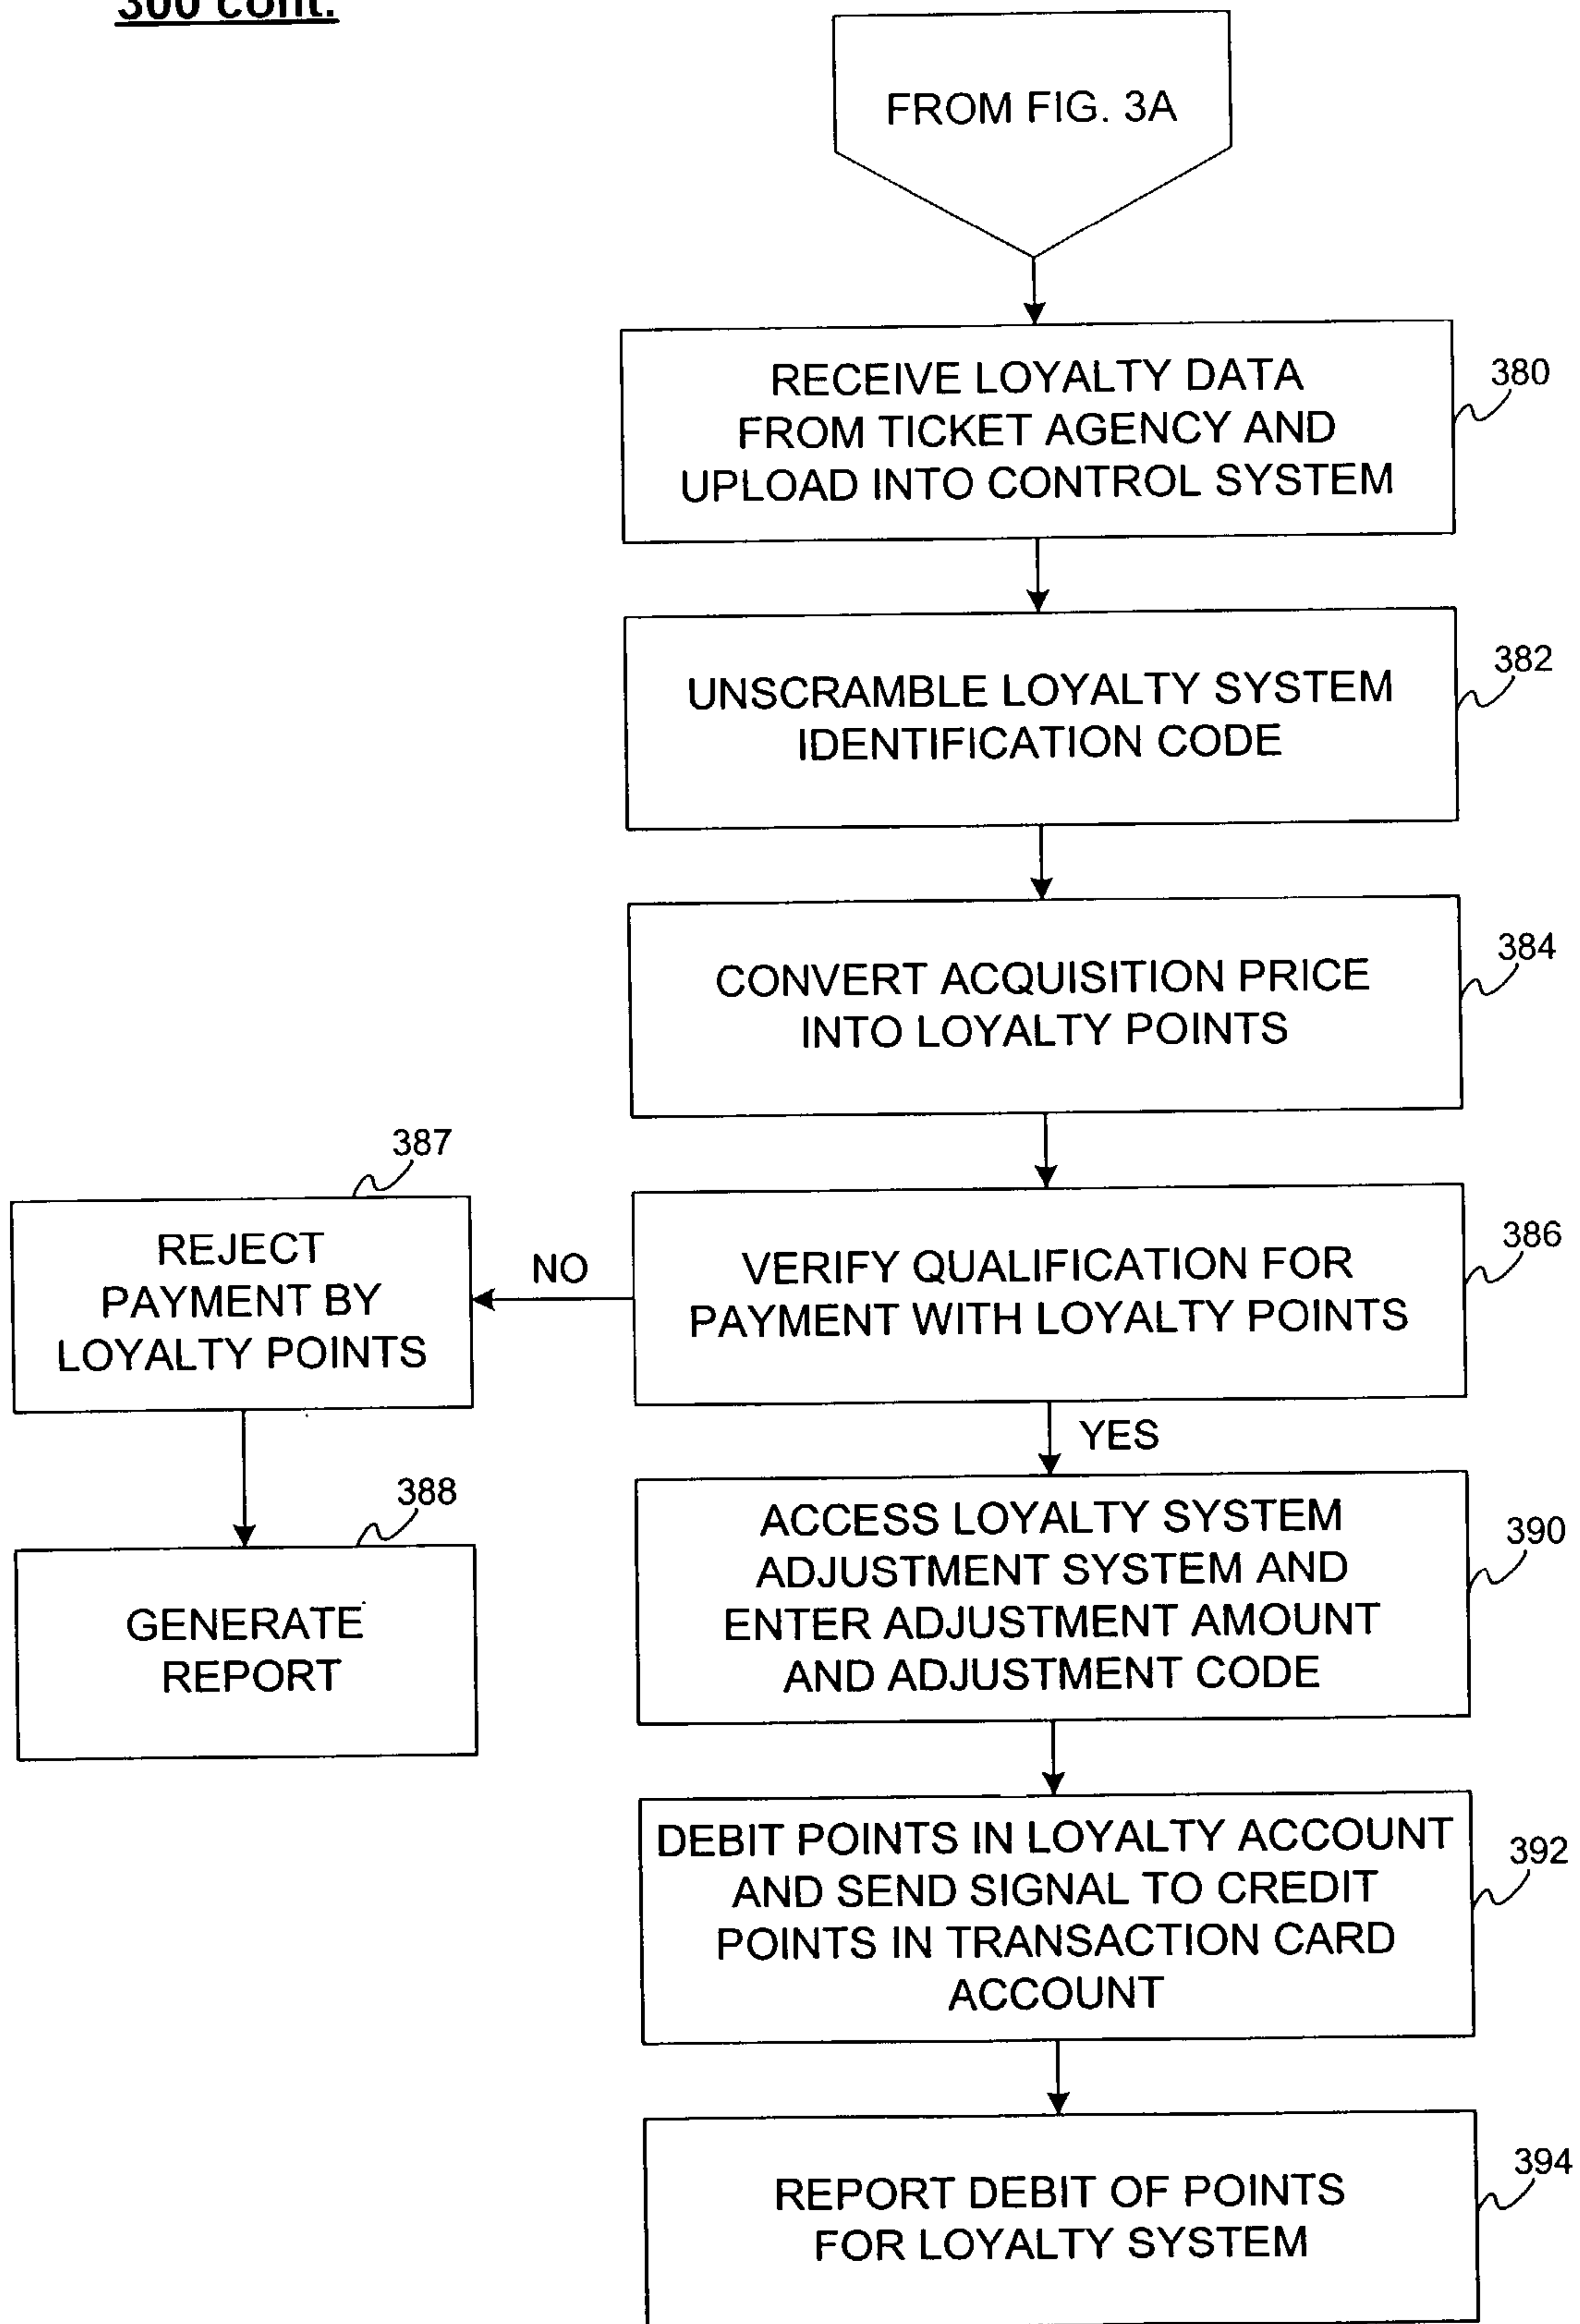 300 cont.
FROM FIG. 3A
RECEIVE LOYALTY DATA
FROM TICKET AGENCY AND
UPLOAD INTO CONTROL SYSTEM
380
UNSCRAMBLE LOYALTY SYSTEM
IDENTIFICATION CODE
382
CONVERT ACQUISITION PRICE
INTO LOYALTY POINTS
384
VERIFY QUALIFICATION FOR
PAYMENT WITH LOYALTY POINTS
386
NO
387
REJECT
PAYMENT BY
LOYALTY POINTS
388
GENERATE
REPORT
YES
ACCESS LOYALTY SYSTEM
ADJUSTMENT SYSTEM AND
ENTER ADJUSTMENT AMOUNT
AND ADJUSTMENT CODE
390
DEBIT POINTS IN LOYALTY ACCOUNT
AND SEND SIGNAL TO CREDIT
POINTS IN TRANSACTION CARD
ACCOUNT
392
REPORT DEBIT OF POINTS
FOR LOYALTY SYSTEM
394